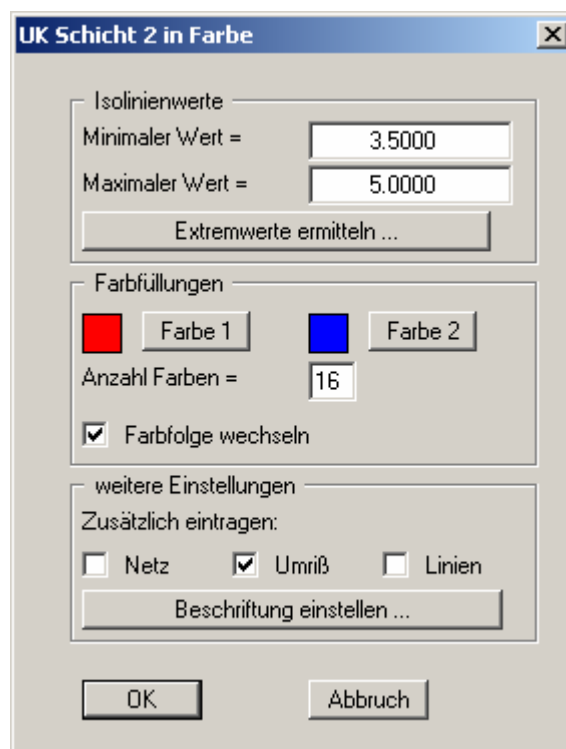 UK Schicht 2 in Farbe
Isolinienwerte
Minimaler Wert = 3.5000
Maximaler Wert = 5.0000
Extremwerte ermitteln ...
Farbfüllungen
Farbe 1 Farbe 2
Anzahl Farben = 16
Farbfolge wechseln
weitere Einstellungen
Zusätzlich eintragen:
Netz Umriß Linien
Beschriftung einstellen ...
OK Abbruch